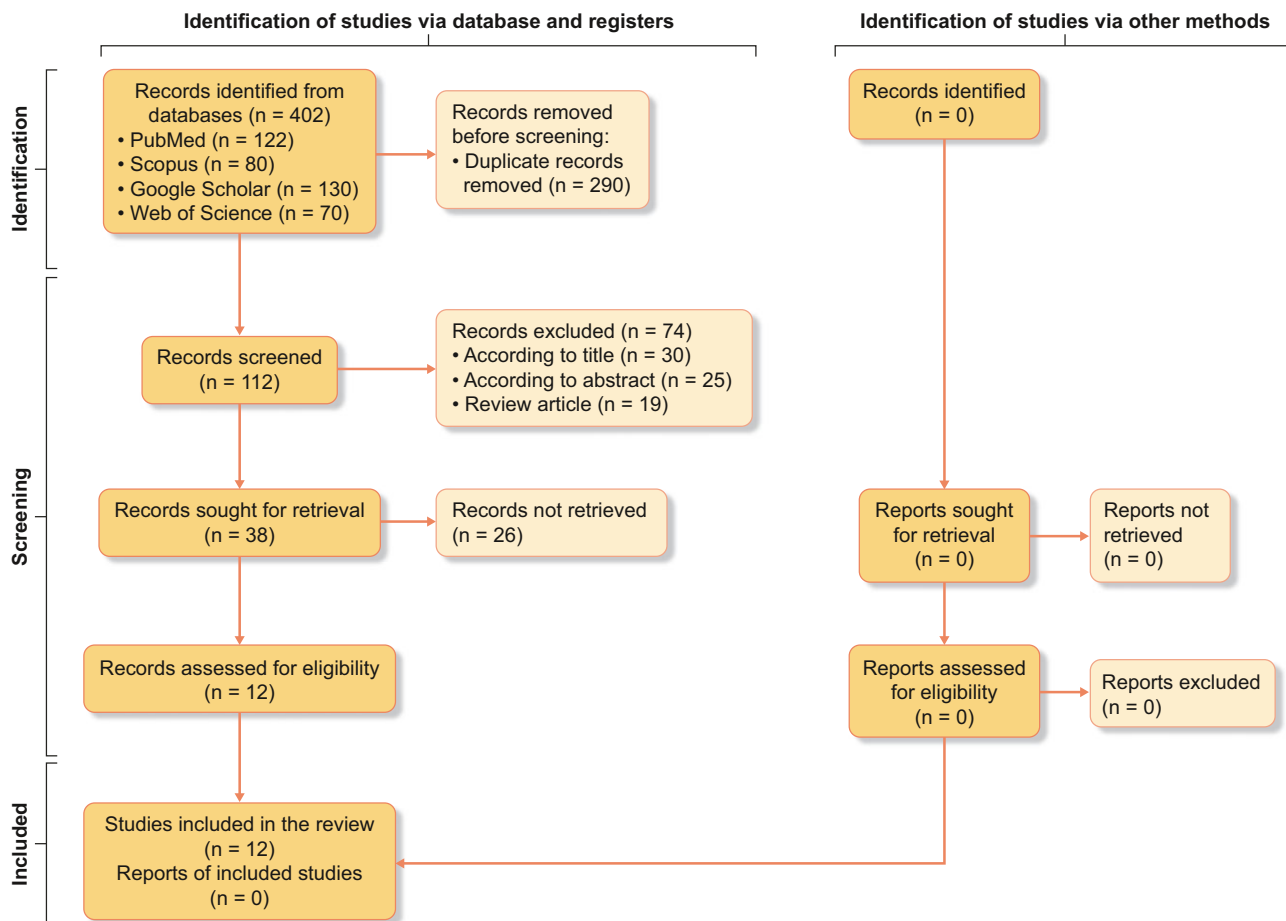 Identification of studies via database and registers
Identification of studies via other methods
Identification
Records identified from
databases (n = 402)
• PubMed (n = 122)
• Scopus (n = 80)
• Google Scholar (n = 130)
• Web of Science (n = 70)
Records removed
before screening:
• Duplicate records
removed (n = 290)
Records identified
(n = 0)
Screening
Records screened
(n = 112)
Records excluded (n = 74)
• According to title (n = 30)
• According to abstract (n = 25)
• Review article (n = 19)
Records sought for retrieval
(n = 38)
Records not retrieved
(n = 26)
Reports sought
for retrieval
(n = 0)
Reports not
retrieved
(n = 0)
Records assessed for eligibility
(n = 12)
Reports assessed
for eligibility
(n = 0)
Reports excluded
(n = 0)
Included
Studies included in the review
(n = 12)
Reports of included studies
(n = 0)